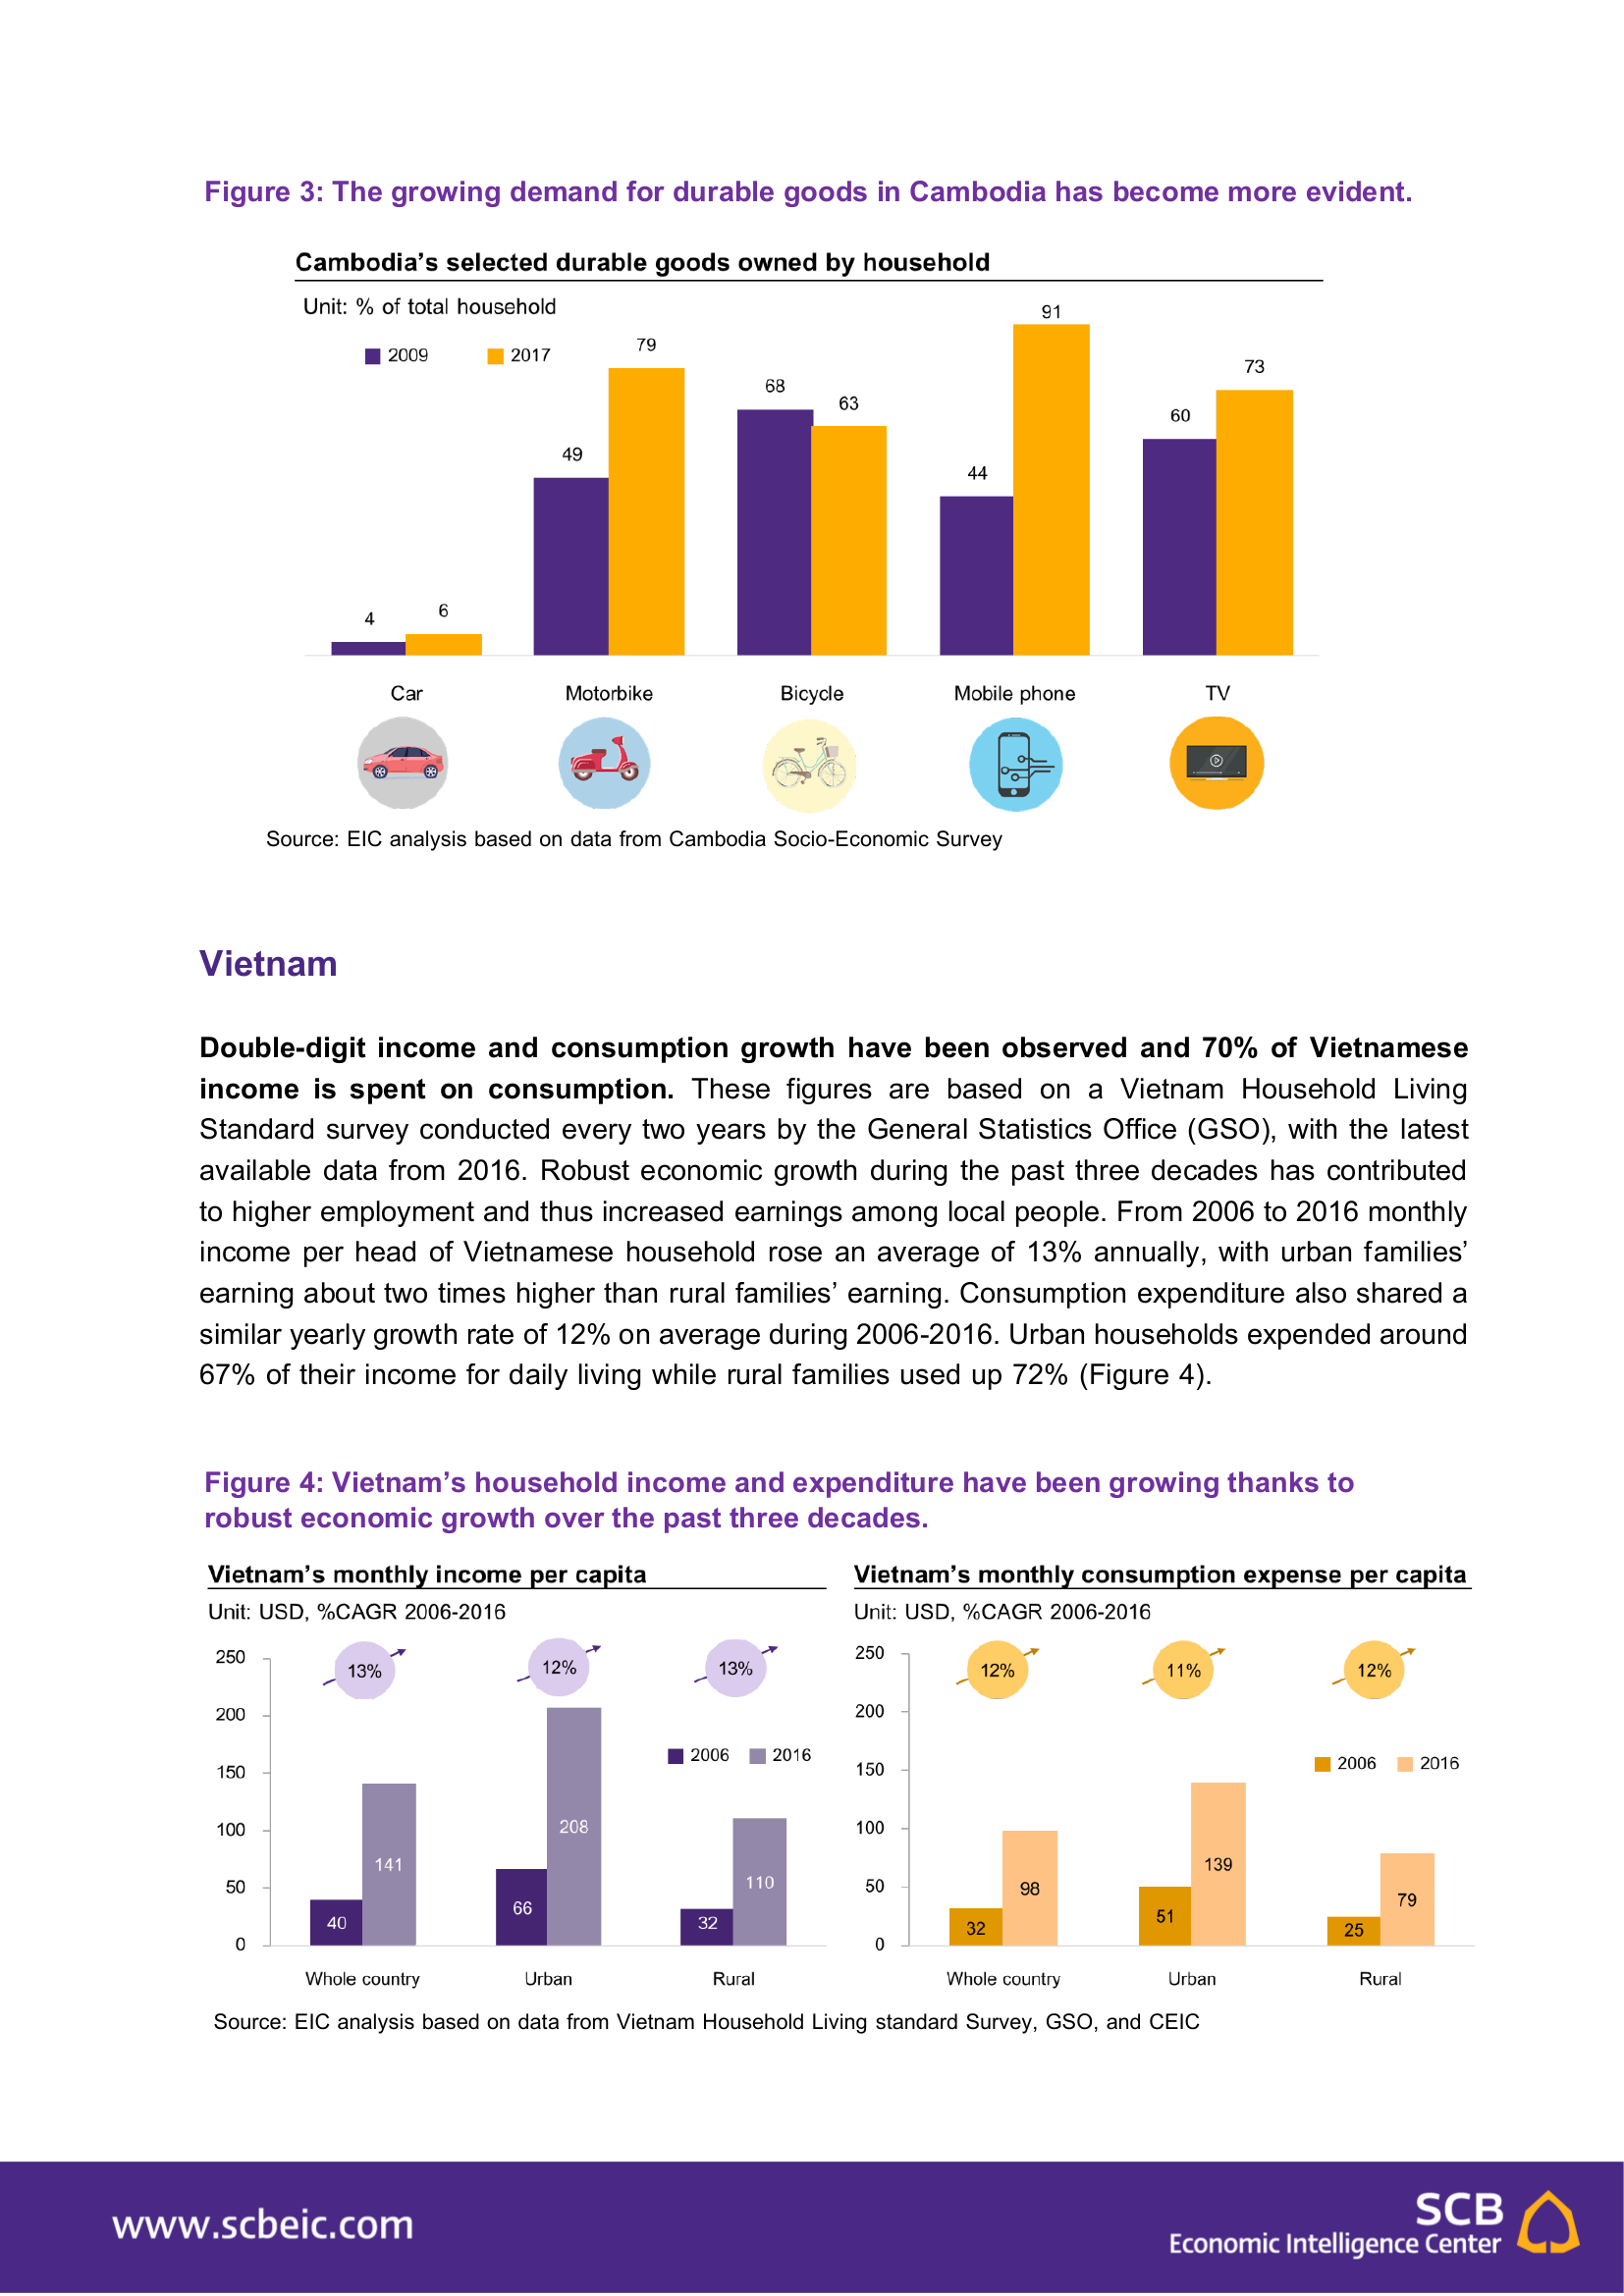 Figure 3: The growing demand for durable goods in Cambodia has become more evident.
Cambodia’s selected durable goods owned by household
Unit: % of total household
2009 2017
4 6 49 79 68 63 44 91 60 73
Car Motorbike Bicycle Mobile phone TV
Source: EIC analysis based on data from Cambodia Socio-Economic Survey
Vietnam
Double-digit income and consumption growth have been observed and 70% of Vietnamese
income is spent on consumption. These figures are based on a Vietnam Household Living
Standard survey conducted every two years by the General Statistics Office (GSO), with the latest
available data from 2016. Robust economic growth during the past three decades has contributed
to higher employment and thus increased earnings among local people. From 2006 to 2016 monthly
income per head of Vietnamese household rose an average of 13% annually, with urban families’
earning about two times higher than rural families’ earning. Consumption expenditure also shared a
similar yearly growth rate of 12% on average during 2006-2016. Urban households expended around
67% of their income for daily living while rural families used up 72% (Figure 4).
Figure 4: Vietnam’s household income and expenditure have been growing thanks to
robust economic growth over the past three decades.
Vietnam’s monthly income per capita
Unit: USD, %CAGR 2006-2016
13% 12% 13%
2006 2016
250
200
150
100
50
0
40 141 66 208 32 110
Whole country Urban Rural
Vietnam’s monthly consumption expense per capita
Unit: USD, %CAGR 2006-2016
12% 11% 12%
2006 2016
250
200
150
100
50
0
32 98 51 139 25 79
Whole country Urban Rural
Source: EIC analysis based on data from Vietnam Household Living standard Survey, GSO, and CEIC
www.scbeic.com
SCB
Economic Intelligence Center